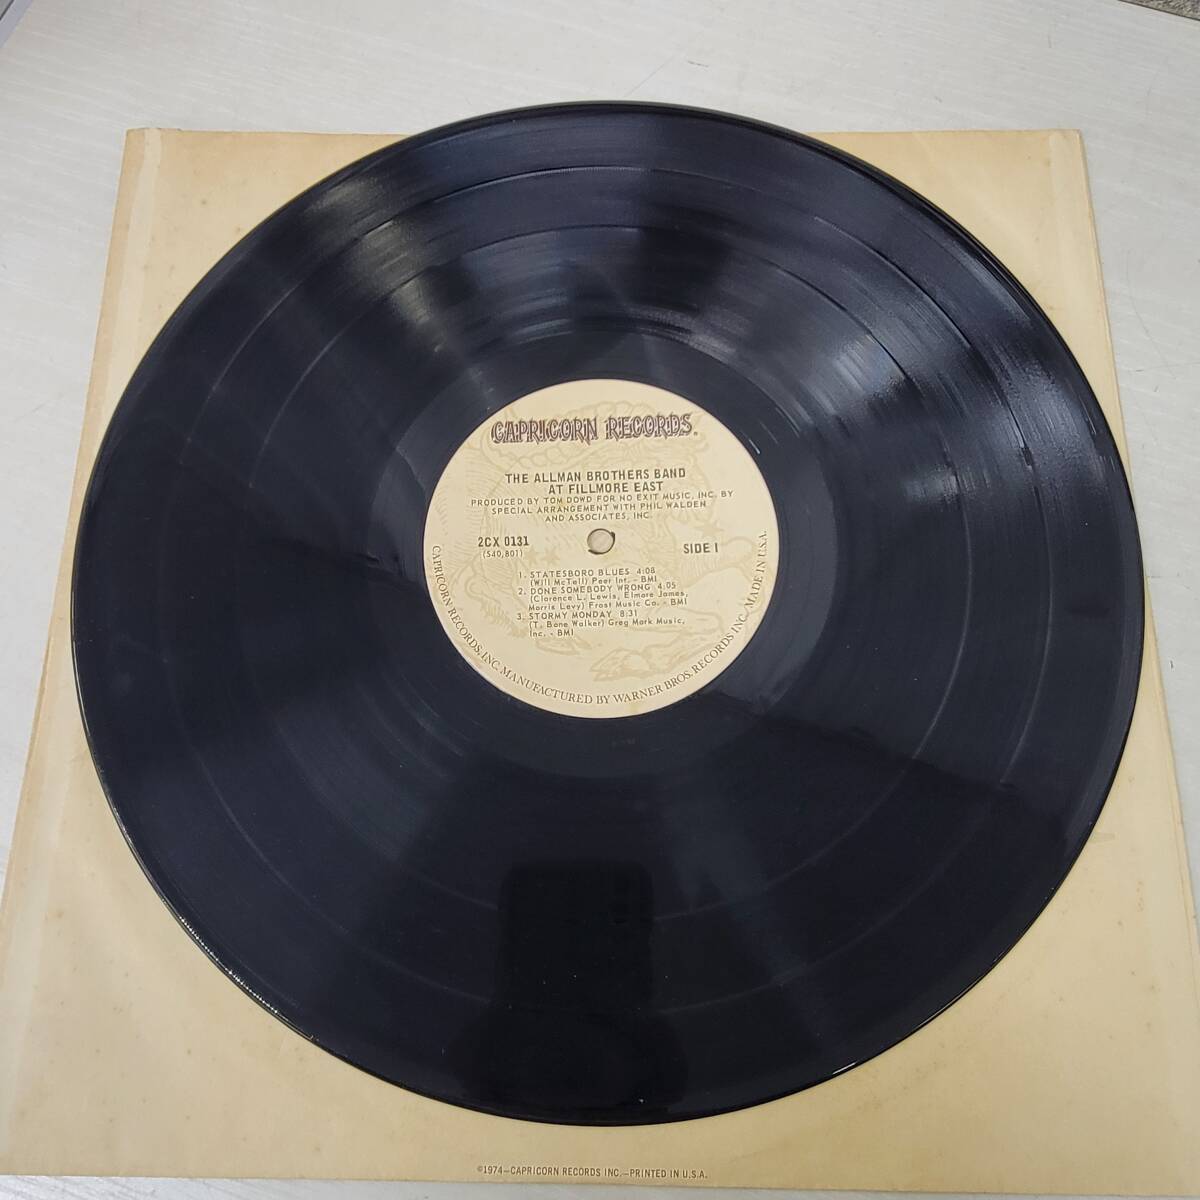 CAPRICORN RECORDS.
THE ALLMAN BROTHERS BAND
AT FILLMORE EAST
PRODUCED BY TOM DOWD FOR NO EXIT MUSIC, INC. BY
SPECIAL ARRANGEMENT WITH PHIL WALDEN
AND ASSOCIATES, INC.
2CX 0131
(S40,801)
SIDE 1
1. STATESBORO BLUES 4:08
(Will McTell) Peer Int. - BMI
2. DONE SOMEBODY WRONG 4:05
(Clarence L. Lewis, Elmore James,
Morris Levy) Frost Music Co. - BMI
3. STORMY MONDAY 8:31
(T. Bone Walker) Greg Mark Music,
Inc. - BMI
CAPRICORN RECORDS, INC. MANUFACTURED BY WARNER BROS. RECORDS INC. MADE IN U.S.A.
©1974—CAPRICORN RECORDS INC.—PRINTED IN U.S.A.